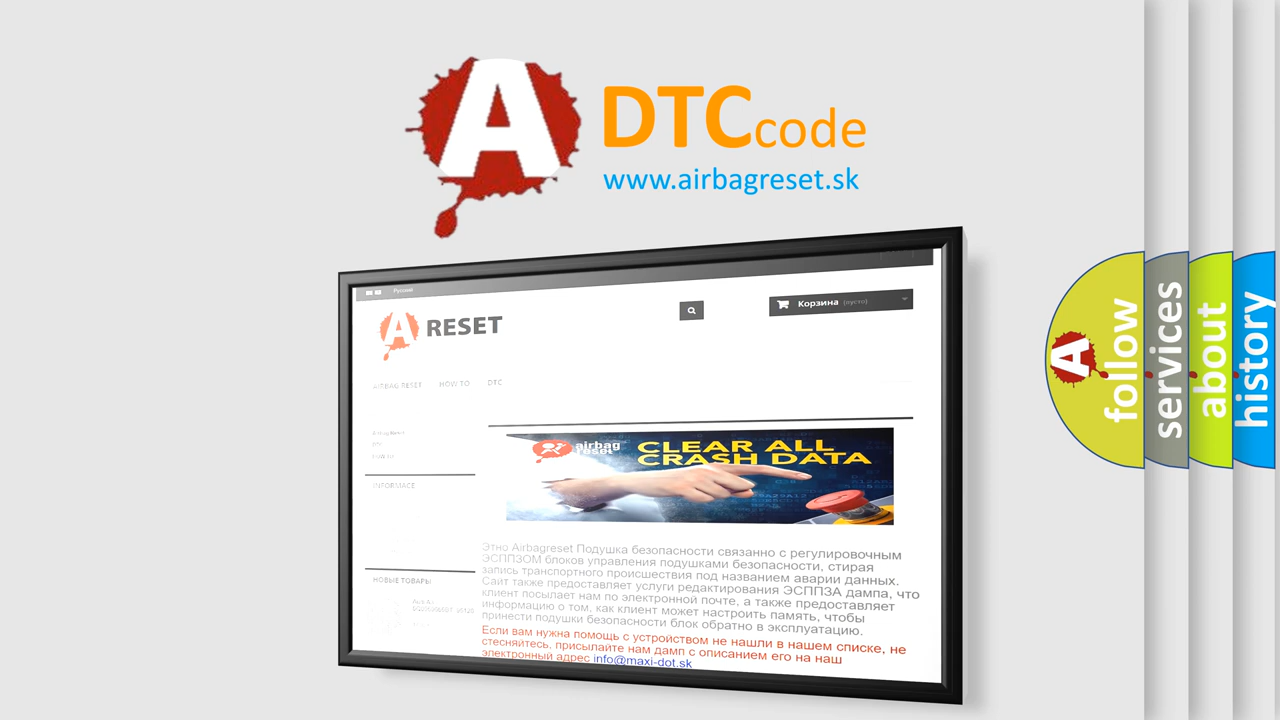 A DTCcode
www.airbagreset.sk
Русский
A RESET
Корзина (пусто)
AIRBAG RESET HOW TO DTC
Airbag Reset
DTC
INFORMACE
airbag reset
CLEAR ALL
CRASH DATA
Этно Airbagreset Подушка безопасности связанно с регулировочным
ЭСППЗОМ блоков управления подушками безопасности, стирая
запись транспортного происшествия под названием аварии данных.
Сайт также предоставляет услуги редактирования ЭСППЗА дампа, что
клиент посылает нам по электронной почте, а также предоставляет
информацию о том, как клиент может настроить память, чтобы
принести подушки безопасности блок обратно в эксплуатацию.
Если вам нужна помощь с устройством не нашли в нашем списке, не
стесняйтесь, присылайте нам дамп с описанием его на наш
электронный адрес info@maxi-dot.sk
НОВЫЕ ТОВАРЫ
A follow
services
about
history